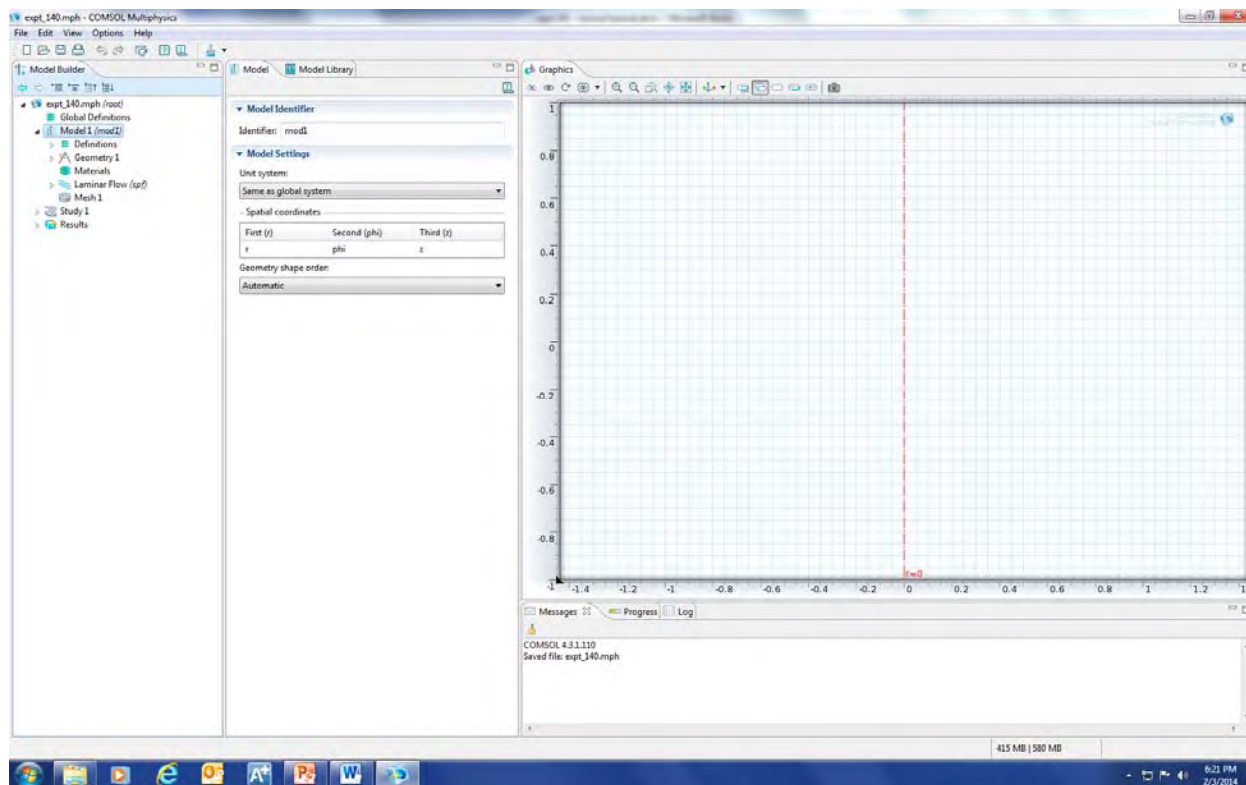 expt_140.mph - COMSOL Multiphysics
File Edit View Options Help
Model Builder
expt_140.mph (root)
Global Definitions
Model 1 (mod1)
Definitions
Geometry 1
Materials
Laminar Flow (spf)
Mesh 1
Study 1
Results
Model Model Library
Model Identifier
Identifier: mod1
Model Settings
Unit system:
Same as global system
Spatial coordinates
First (r) Second (phi) Third (z)
r phi z
Geometry shape order:
Automatic
Graphics
1
0.8
0.6
0.4
0.2
0
-0.2
-0.4
-0.6
-0.8
-1
r=0
-1.4 -1.2 -1 -0.8 -0.6 -0.4 -0.2 0 0.2 0.4 0.6 0.8 1 1.2 1
Messages Progress Log
COMSOL 4.3.1.110
Saved file: expt_140.mph
415 MB | 580 MB
6:21 PM
2/3/2014